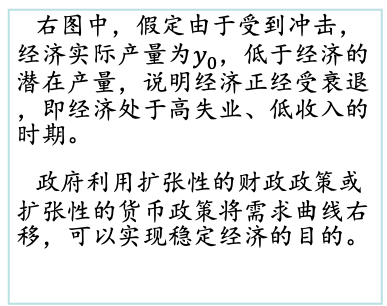 右图中，假定由于受到冲击，
经济实际产量为y₀，低于经济的
潜在产量，说明经济正经受衰退
，即经济处于高失业、低收入的
时期。
政府利用扩张性的财政政策或
扩张性的货币政策将需求曲线右
移，可以实现稳定经济的目的。